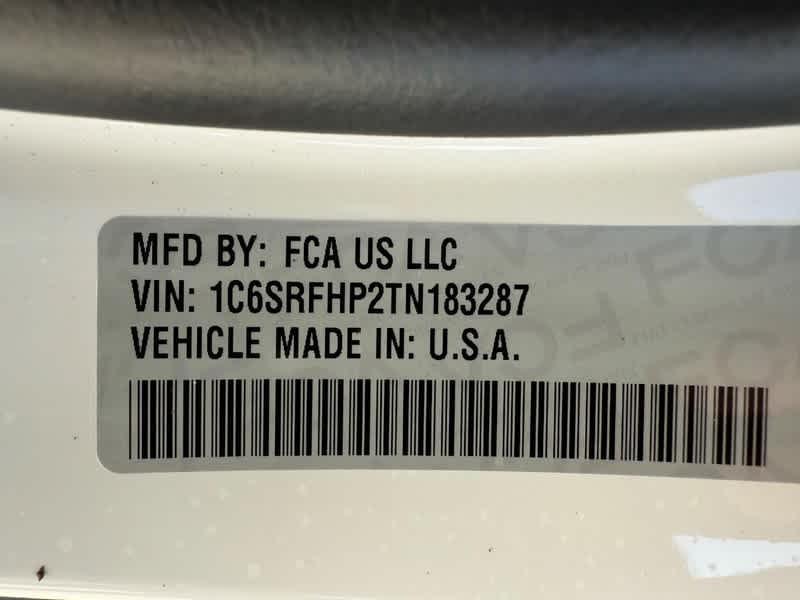 MFD BY: FCA US LLC
VIN: 1C6SRFHP2TN183287
VEHICLE MADE IN: U.S.A.